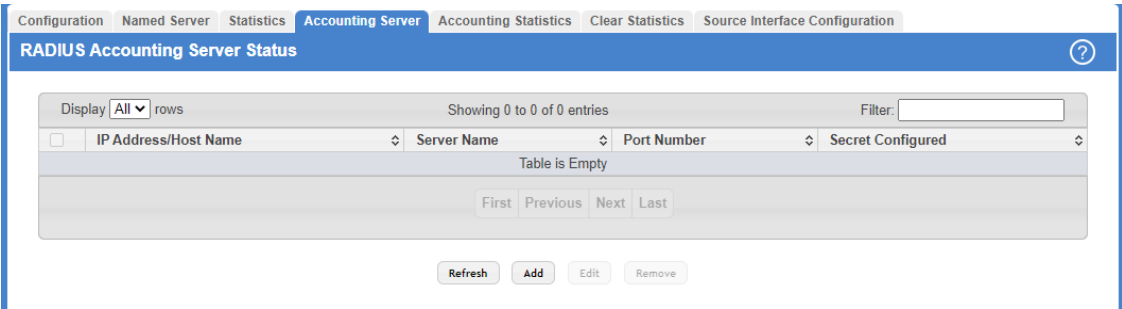 Configuration Named Server Statistics Accounting Server Accounting Statistics Clear Statistics Source Interface Configuration
RADIUS Accounting Server Status ?
Display All rows Showing 0 to 0 of 0 entries Filter:
IP Address/Host Name Server Name Port Number Secret Configured
Table is Empty
First Previous Next Last
Refresh Add Edit Remove